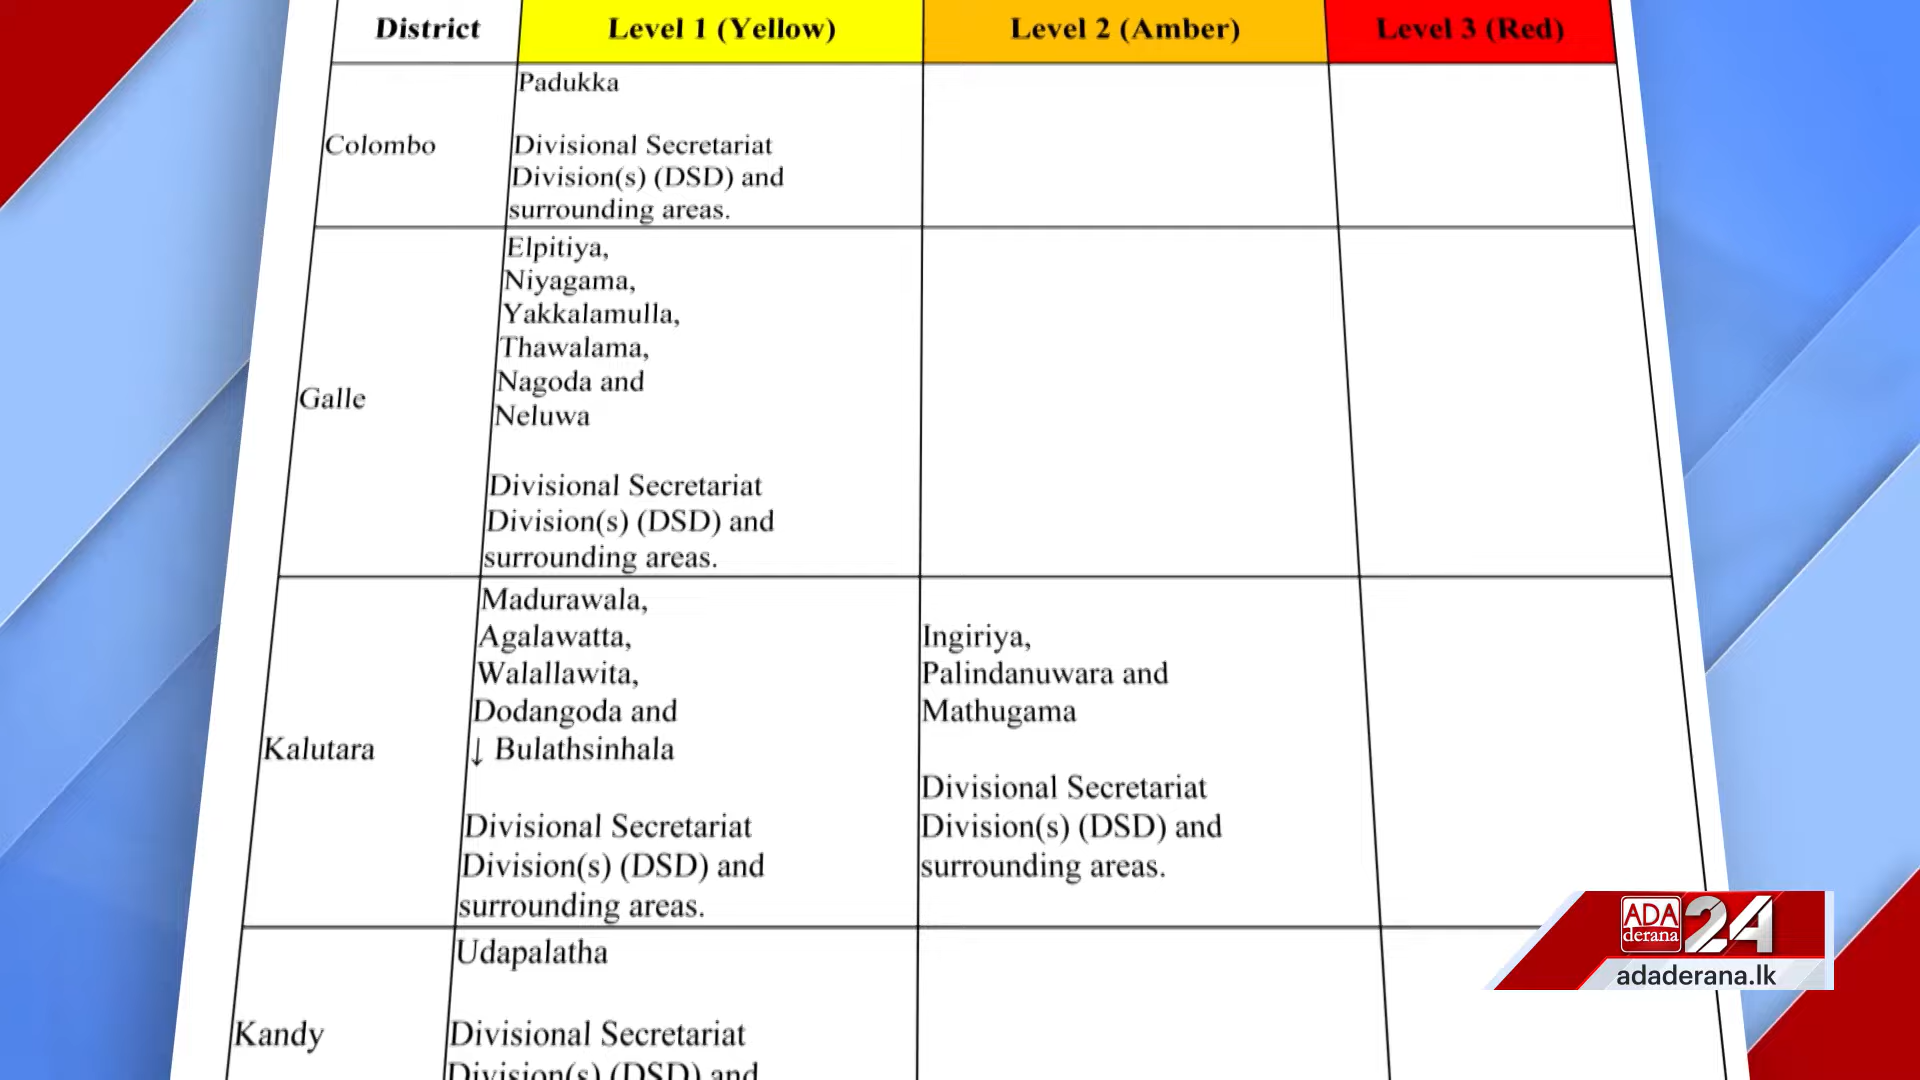 District
Level 1 (Yellow)
Level 2 (Amber)
Level 3 (Red)
Colombo
Padukka
Divisional Secretariat
Division(s) (DSD) and
surrounding areas.
Galle
Elpitiya,
Niyagama,
Yakkalamulla,
Thawalama,
Nagoda and
Neluwa
Divisional Secretariat
Division(s) (DSD) and
surrounding areas.
Kalutara
Madurawala,
Agalawatta,
Walallawita,
Dodangoda and
↓ Bulathsinhala
Divisional Secretariat
Division(s) (DSD) and
surrounding areas.
Ingiriya,
Palindanuwara and
Mathugama
Divisional Secretariat
Division(s) (DSD) and
surrounding areas.
Kandy
Udapalatha
Divisional Secretariat
Division(s) (DSD) and
ADA
derana
24
adaderana.lk